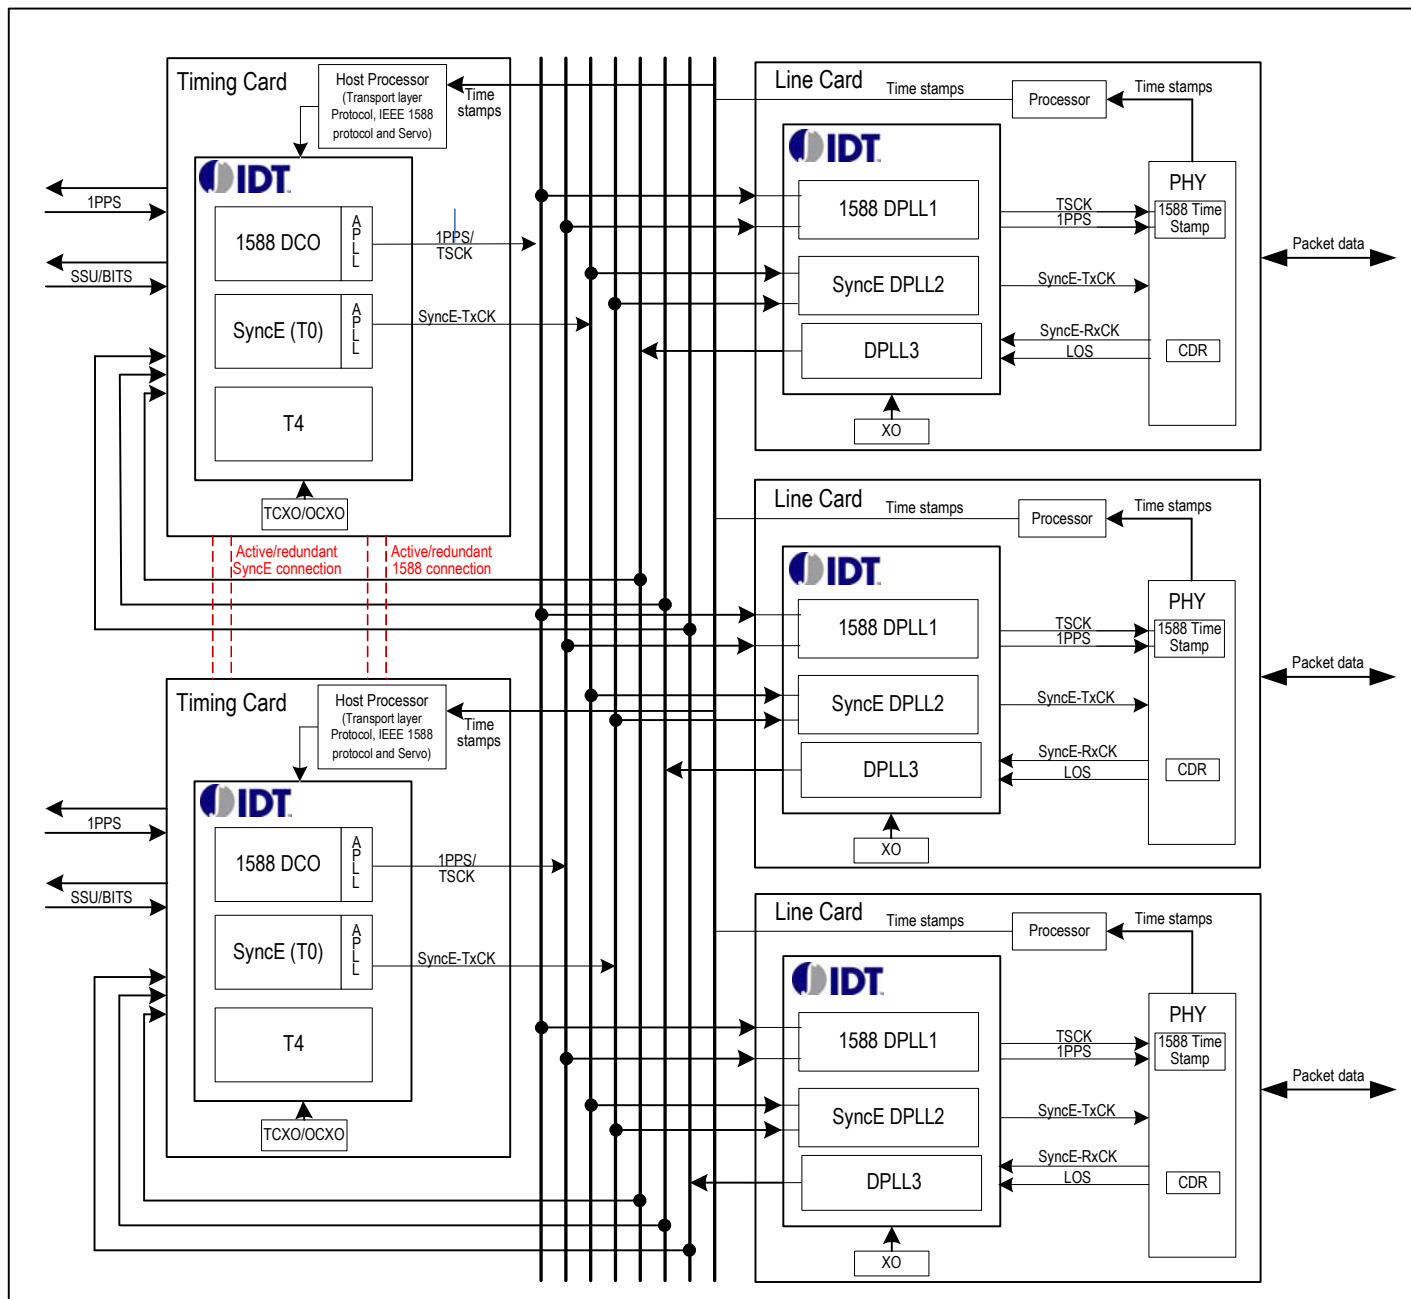 Timing Card
Host Processor
(Transport layer
Protocol, IEEE 1588
protocol and Servo)
Time
stamps
IDT
1PPS
SSU/BITS
1588 DCO
APLL
1PPS/
TSCK
SyncE (T0)
APLL
SyncE-TxCK
T4
TCXO/OCXO
Active/redundant
SyncE connection
Active/redundant
1588 connection
Timing Card
Host Processor
(Transport layer
Protocol, IEEE 1588
protocol and Servo)
Time
stamps
IDT
1PPS
SSU/BITS
1588 DCO
APLL
1PPS/
TSCK
SyncE (T0)
APLL
SyncE-TxCK
T4
TCXO/OCXO
Line Card
Time stamps
Processor
Time stamps
IDT
1588 DPLL1
SyncE DPLL2
DPLL3
XO
TSCK
1PPS
SyncE-TxCK
SyncE-RxCK
LOS
PHY
1588 Time
Stamp
CDR
Packet data
Line Card
Time stamps
Processor
Time stamps
IDT
1588 DPLL1
SyncE DPLL2
DPLL3
XO
TSCK
1PPS
SyncE-TxCK
SyncE-RxCK
LOS
PHY
1588 Time
Stamp
CDR
Packet data
Line Card
Time stamps
Processor
Time stamps
IDT
1588 DPLL1
SyncE DPLL2
DPLL3
XO
TSCK
1PPS
SyncE-TxCK
SyncE-RxCK
LOS
PHY
1588 Time
Stamp
CDR
Packet data